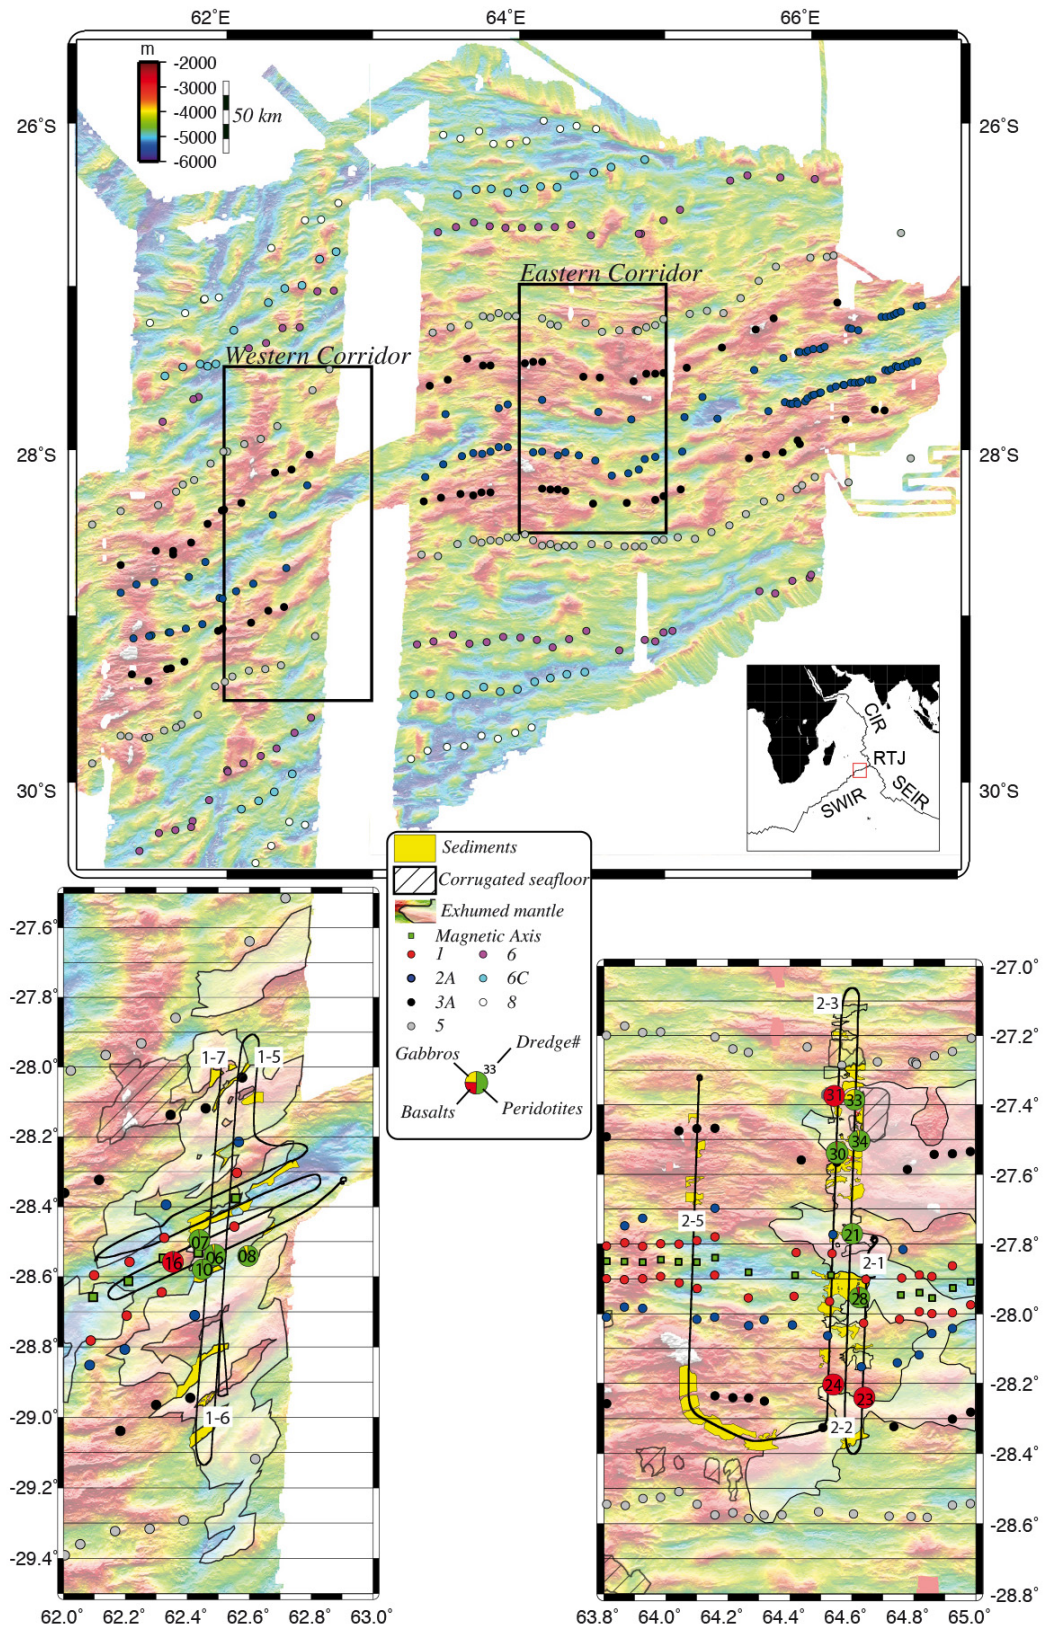 62°E 64°E 66°E
m
-2000
-3000
-4000
-5000
-6000
50 km
26°S 26°S
Eastern Corridor
Western Corridor
28°S 28°S
30°S 30°S
CIR
RTJ
SWIR
SEIR
Sediments
Corrugated seafloor
Exhumed mantle
Magnetic Axis
1 6
2A 6C
3A 8
5
Dredge#
Gabbros 33
Basalts Peridotites
-27.6
-27.8
-28.0
-28.2
-28.4
-28.6
-28.8
-29.0
-29.2
-29.4
1-7 1-5
07
16 06 08
10
1-6
62.0° 62.2 62.4 62.6 62.8 63.0°
-27.0°
-27.2
-27.4
-27.6
-27.8
-28.0
-28.2
-28.4
-28.6
-28.8
2-3
31 33
30 34
2-5 21
2-1
28
24 23
2-2
63.8° 64.0 64.2 64.4 64.6 64.8 65.0°